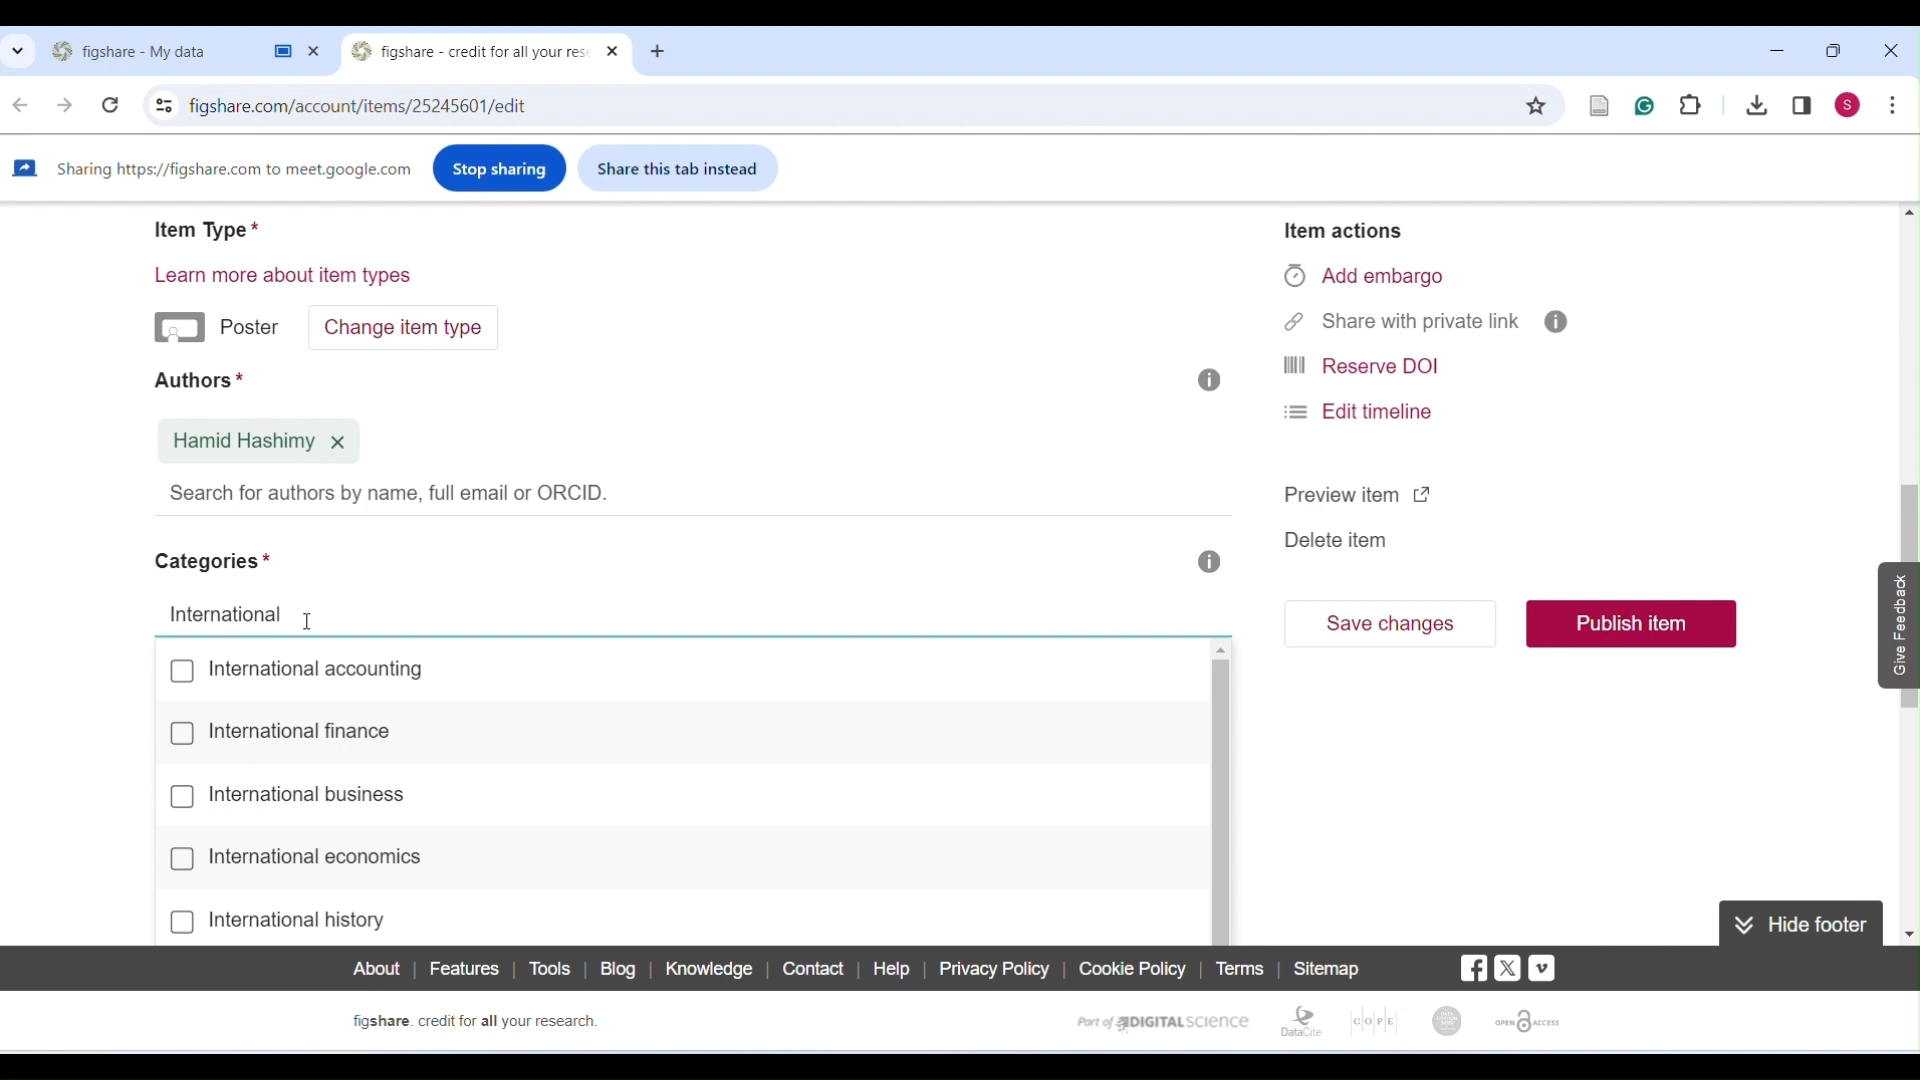 figshare - My data
figshare - credit for all your rese
figshare.com/account/items/25245601/edit
S
Sharing https://figshare.com to meet.google.com
Stop sharing
Share this tab instead
Item Type *
Learn more about item types
Poster
Change item type
Authors *
Hamid Hashimy
Search for authors by name, full email or ORCID.
Categories *
International
International accounting
International finance
International business
International economics
International history
Item actions
Add embargo
Share with private link
Reserve DOI
Edit timeline
Preview item
Delete item
Save changes
Publish item
Give Feedback
Hide footer
About | Features | Tools | Blog | Knowledge | Contact | Help | Privacy Policy | Cookie Policy | Terms | Sitemap
figshare. credit for all your research.
Part of DIGITAL SCIENCE
DataCite
C O P E
OPEN ACCESS